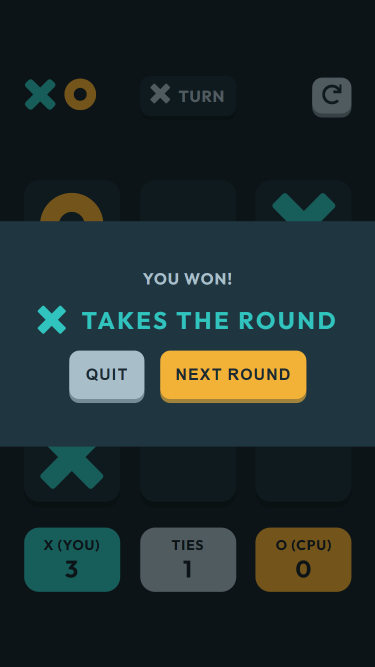 TURN
YOU WON!
TAKES THE ROUND
QUIT
NEXT ROUND
X (YOU)
3
TIES
1
O (CPU)
0